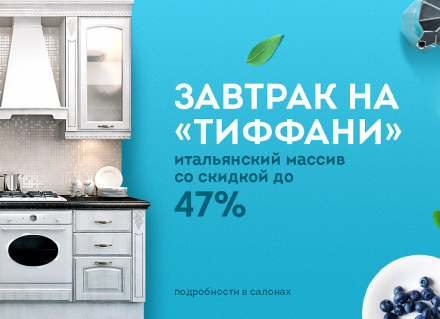 ЗАВТРАК НА
«ТИФФАНИ»
итальянский массив
со скидкой до
47%
подробности в салонах